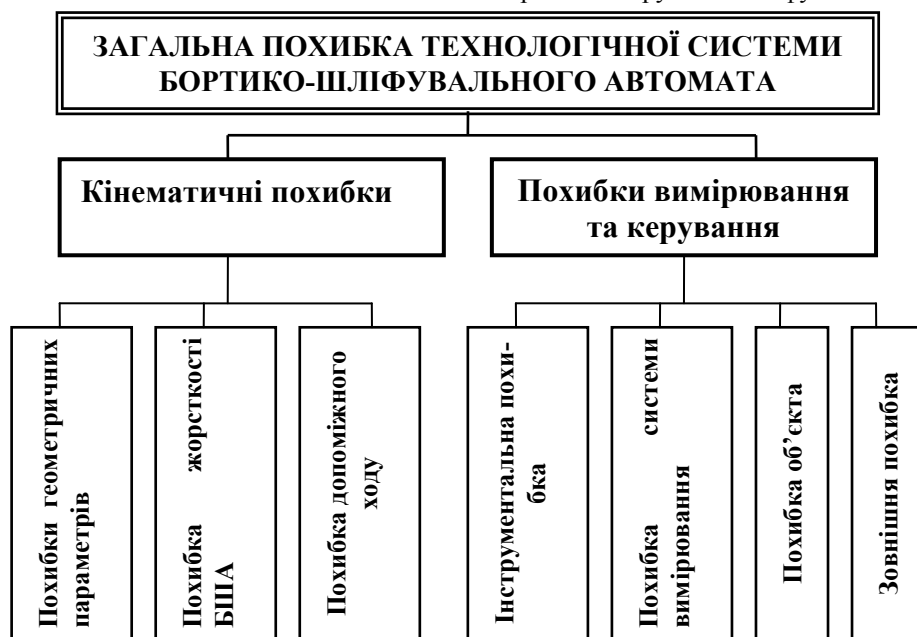 ЗАГАЛЬНА ПОХИБКА ТЕХНОЛОГІЧНОЇ СИСТЕМИ
БОРТИКО-ШЛІФУВАЛЬНОГО АВТОМАТА
Кінематичні похибки
Похибки вимірювання
та керування
Похибки геометричних
параметрів
Похибка жорсткості
БША
Похибка допоміжного
ходу
Інструментальна похи-
бка
Похибка системи
вимірювання
Похибка об’єкта
Зовнішня похибка